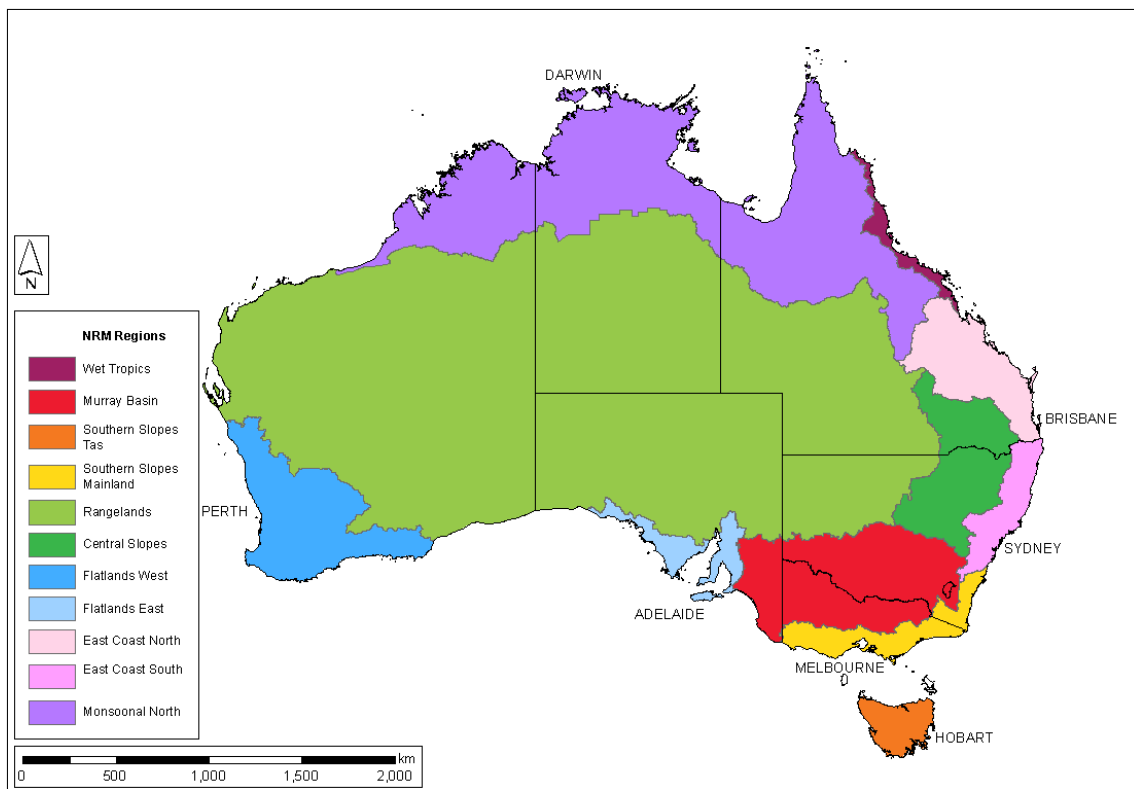 DARWIN
N
NRM Regions
Wet Tropics
Murray Basin
Southern Slopes
Tas
Southern Slopes
Mainland
Rangelands
Central Slopes
Flatlands West
Flatlands East
East Coast North
East Coast South
Monsoonal North
BRISBANE
PERTH
SYDNEY
ADELAIDE
MELBOURNE
HOBART
km
0 500 1,000 1,500 2,000